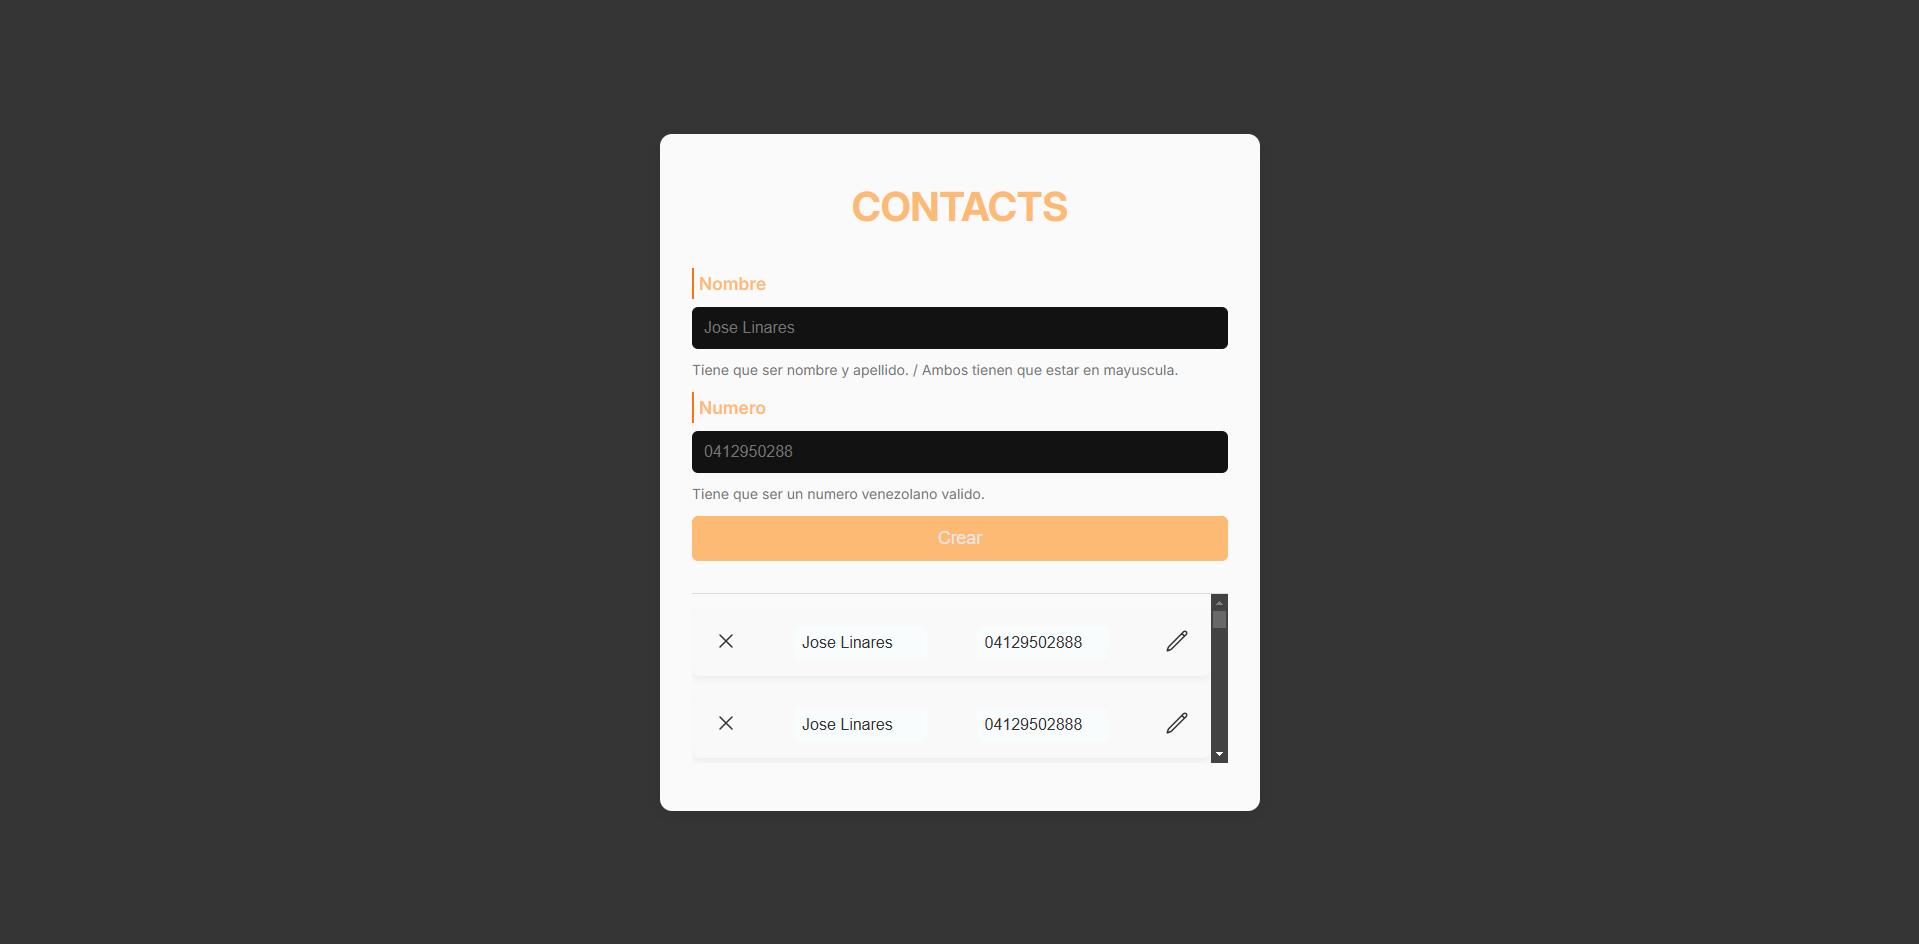 CONTACTS
Nombre
Jose Linares
Tiene que ser nombre y apellido. / Ambos tienen que estar en mayuscula.
Numero
0412950288
Tiene que ser un numero venezolano valido.
Crear
Jose Linares 04129502888
Jose Linares 04129502888